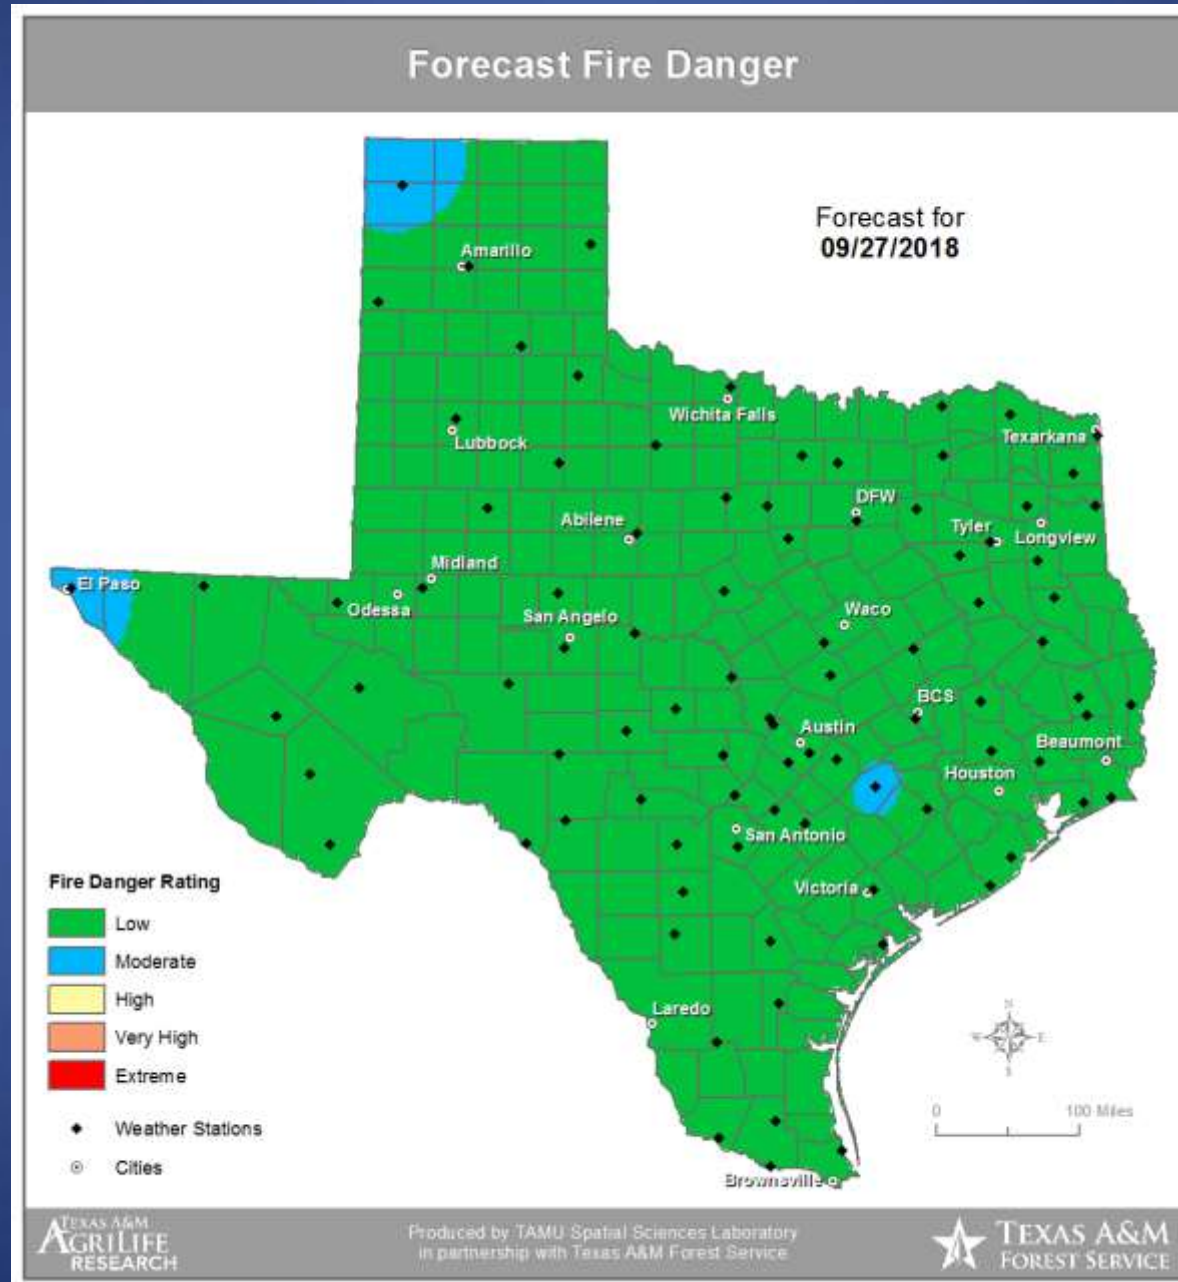 Forecast Fire Danger
Forecast for
09/27/2018
Amarillo
Wichita Falls
Lubbock
Texarkana
DFW
Abilene
Tyler
Longview
Midland
El Paso
Odessa
San Angelo
Waco
BCS
Austin
Beaumont
Houston
San Antonio
Victoria
Laredo
Brownsville
Fire Danger Rating
Low
Moderate
High
Very High
Extreme
Weather Stations
Cities
N
W E
S
0 100 Miles
TEXAS A&M
AGRILIFE
RESEARCH
Produced by TAMU Spatial Sciences Laboratory
in partnership with Texas A&M Forest Service
TEXAS A&M
FOREST SERVICE